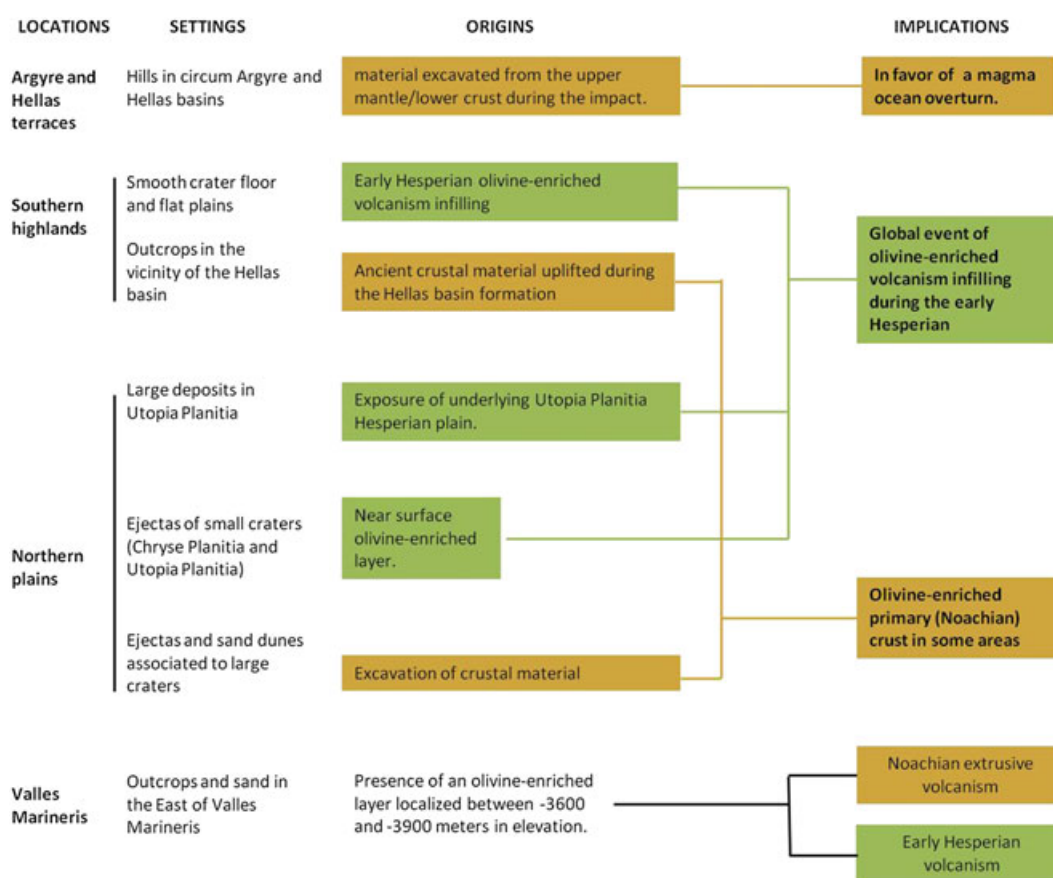 LOCATIONS
SETTINGS
ORIGINS
IMPLICATIONS
Argyre and
Hellas
terraces
Hills in circum Argyre and
Hellas basins
material excavated from the upper
mantle/lower crust during the impact.
In favor of a magma
ocean overturn.
Southern
highlands
Smooth crater floor
and flat plains
Early Hesperian olivine-enriched
volcanism infilling
Outcrops in the
vicinity of the Hellas
basin
Ancient crustal material uplifted during
the Hellas basin formation
Global event of
olivine-enriched
volcanism infilling
during the early
Hesperian
Northern
plains
Large deposits in
Utopia Planitia
Exposure of underlying Utopia Planitia
Hesperian plain.
Ejectas of small craters
(Chryse Planitia and
Utopia Planitia)
Near surface
olivine-enriched
layer.
Ejectas and sand dunes
associated to large
craters
Excavation of crustal material
Olivine-enriched
primary (Noachian)
crust in some areas
Valles
Marineris
Outcrops and sand in
the East of Valles
Marineris
Presence of an olivine-enriched
layer localized between -3600
and -3900 meters in elevation.
Noachian extrusive
volcanism
Early Hesperian
volcanism